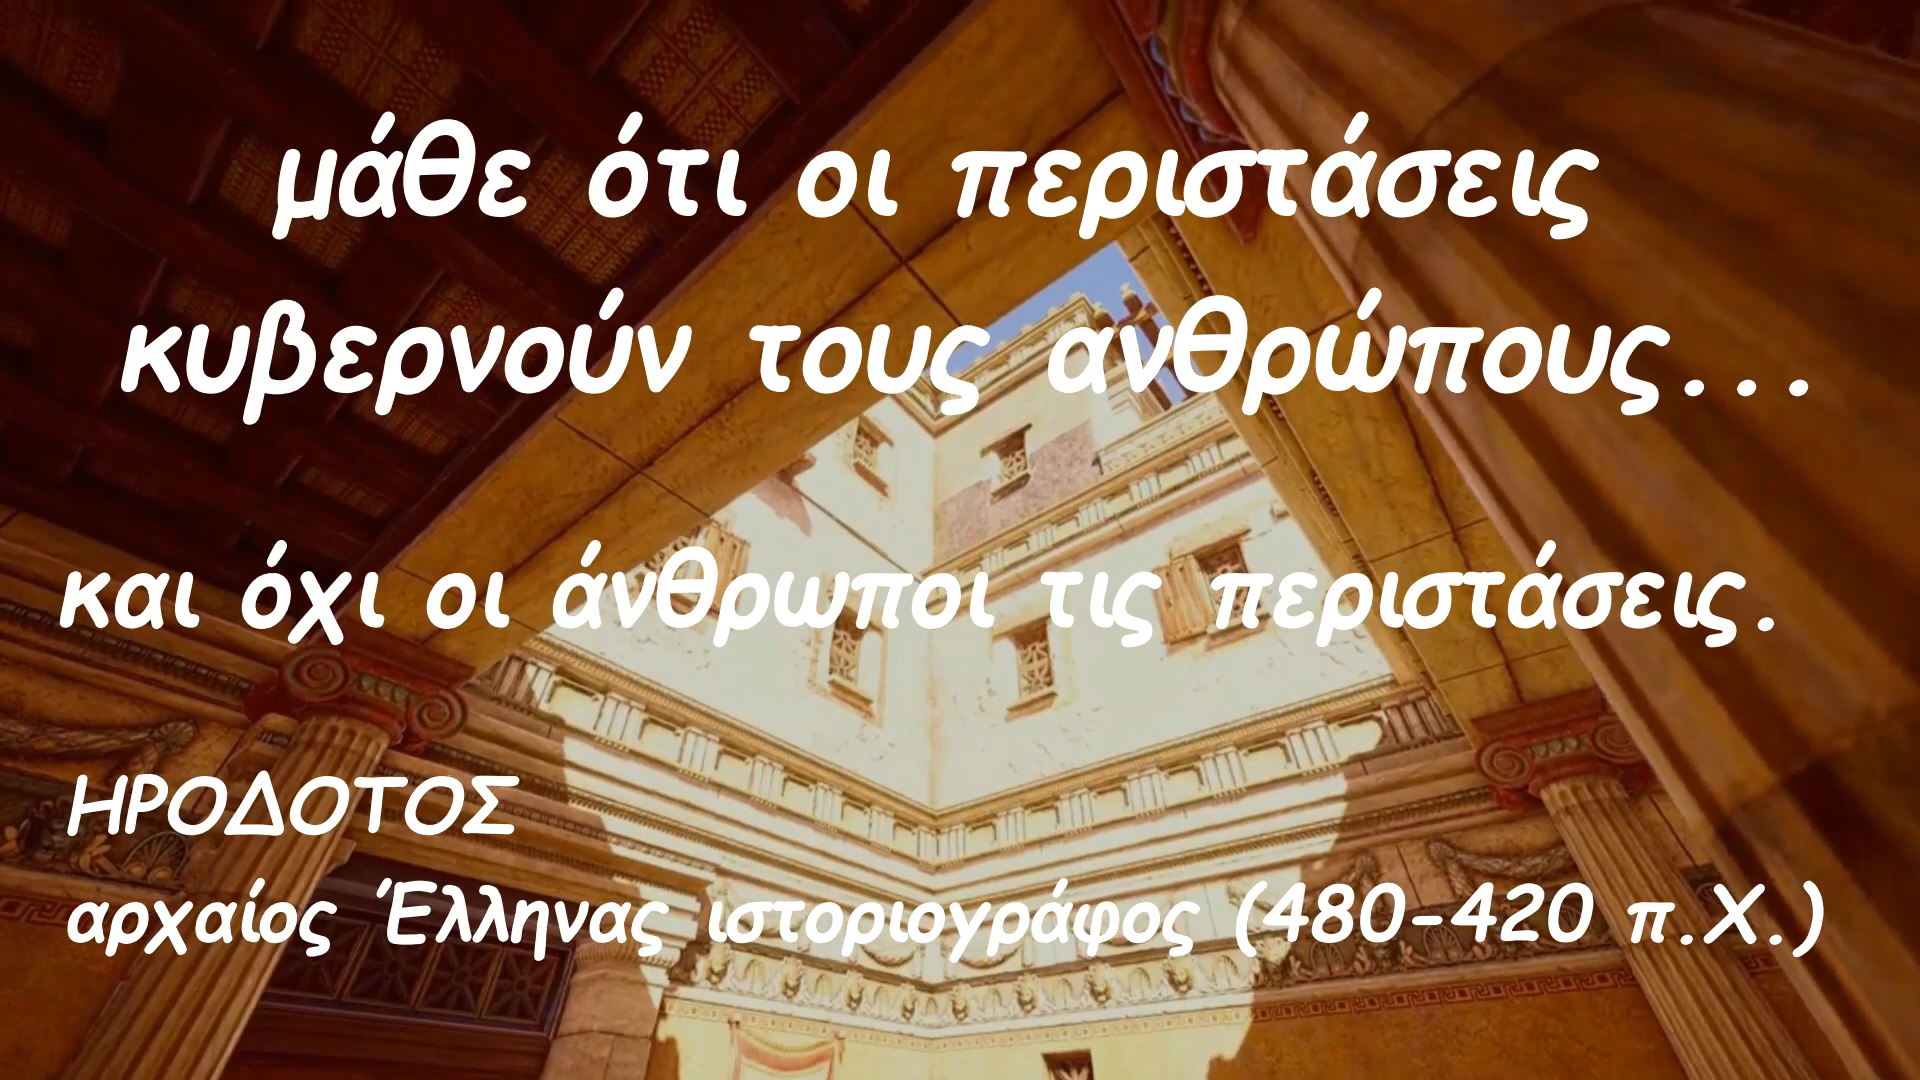 μάθε ότι οι περιστάσεις
κυβερνούν τους ανθρώπους...
και όχι οι άνθρωποι τις περιστάσεις.
ΗΡΟΔΟΤΟΣ
αρχαίος Έλληνας ιστοριογράφος (480-420 π.Χ.)